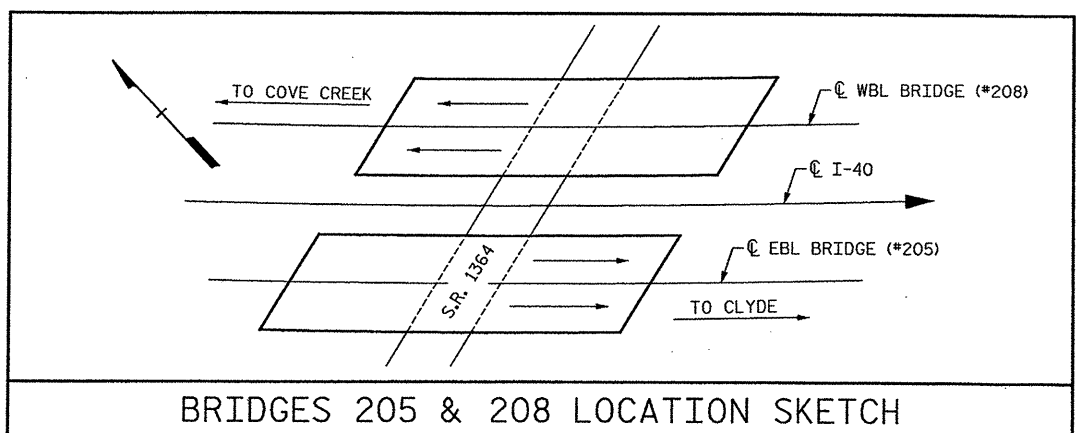 TO COVE CREEK
℄ WBL BRIDGE (#208)
℄ I-40
℄ EBL BRIDGE (#205)
S.R. 1364
TO CLYDE
BRIDGES 205 & 208 LOCATION SKETCH